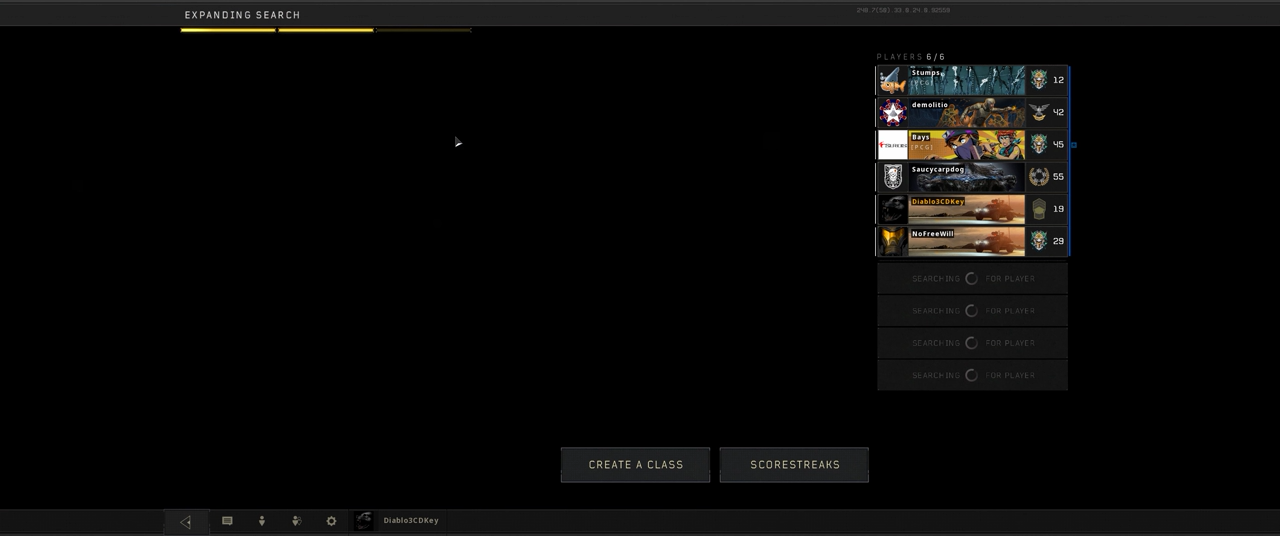 EXPANDING SEARCH
PLAYERS 6/6
Stumps
[PCG]
12
demolitio
42
Bays
[PCG]
45
Saucycarpdog
55
Diablo3CDKey
19
NoFreeWill
29
SEARCHING FOR PLAYER
SEARCHING FOR PLAYER
SEARCHING FOR PLAYER
SEARCHING FOR PLAYER
CREATE A CLASS
SCORESTREAKS
Diablo3CDKey